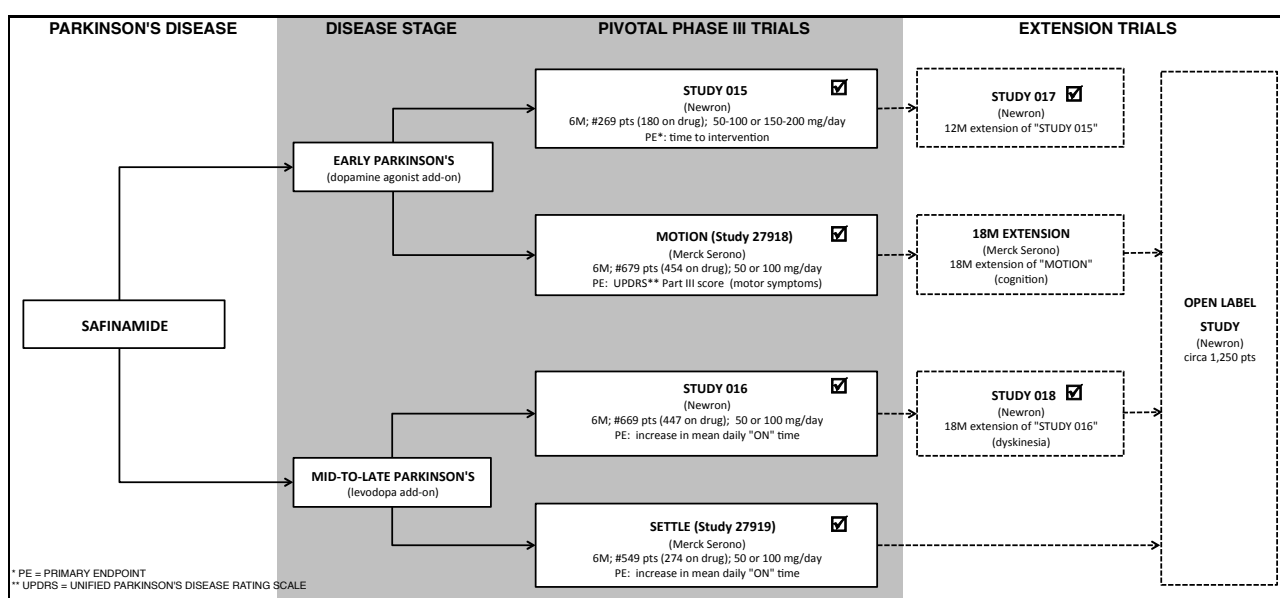 PARKINSON'S DISEASE
DISEASE STAGE
PIVOTAL PHASE III TRIALS
EXTENSION TRIALS
SAFINAMIDE
EARLY PARKINSON'S
(dopamine agonist add-on)
MID-TO-LATE PARKINSON'S
(levodopa add-on)
STUDY 015
(Newron)
6M; #269 pts (180 on drug); 50-100 or 150-200 mg/day
PE*: time to intervention
MOTION (Study 27918)
(Merck Serono)
6M; #679 pts (454 on drug); 50 or 100 mg/day
PE: UPDRS** Part III score (motor symptoms)
STUDY 016
(Newron)
6M; #669 pts (447 on drug); 50 or 100 mg/day
PE: increase in mean daily "ON" time
SETTLE (Study 27919)
(Merck Serono)
6M; #549 pts (274 on drug); 50 or 100 mg/day
PE: increase in mean daily "ON" time
STUDY 017
(Newron)
12M extension of "STUDY 015"
18M EXTENSION
(Merck Serono)
18M extension of "MOTION"
(cognition)
STUDY 018
(Newron)
18M extension of "STUDY 016"
(dyskinesia)
OPEN LABEL
STUDY
(Newron)
circa 1,250 pts
* PE = PRIMARY ENDPOINT
** UPDRS = UNIFIED PARKINSON'S DISEASE RATING SCALE